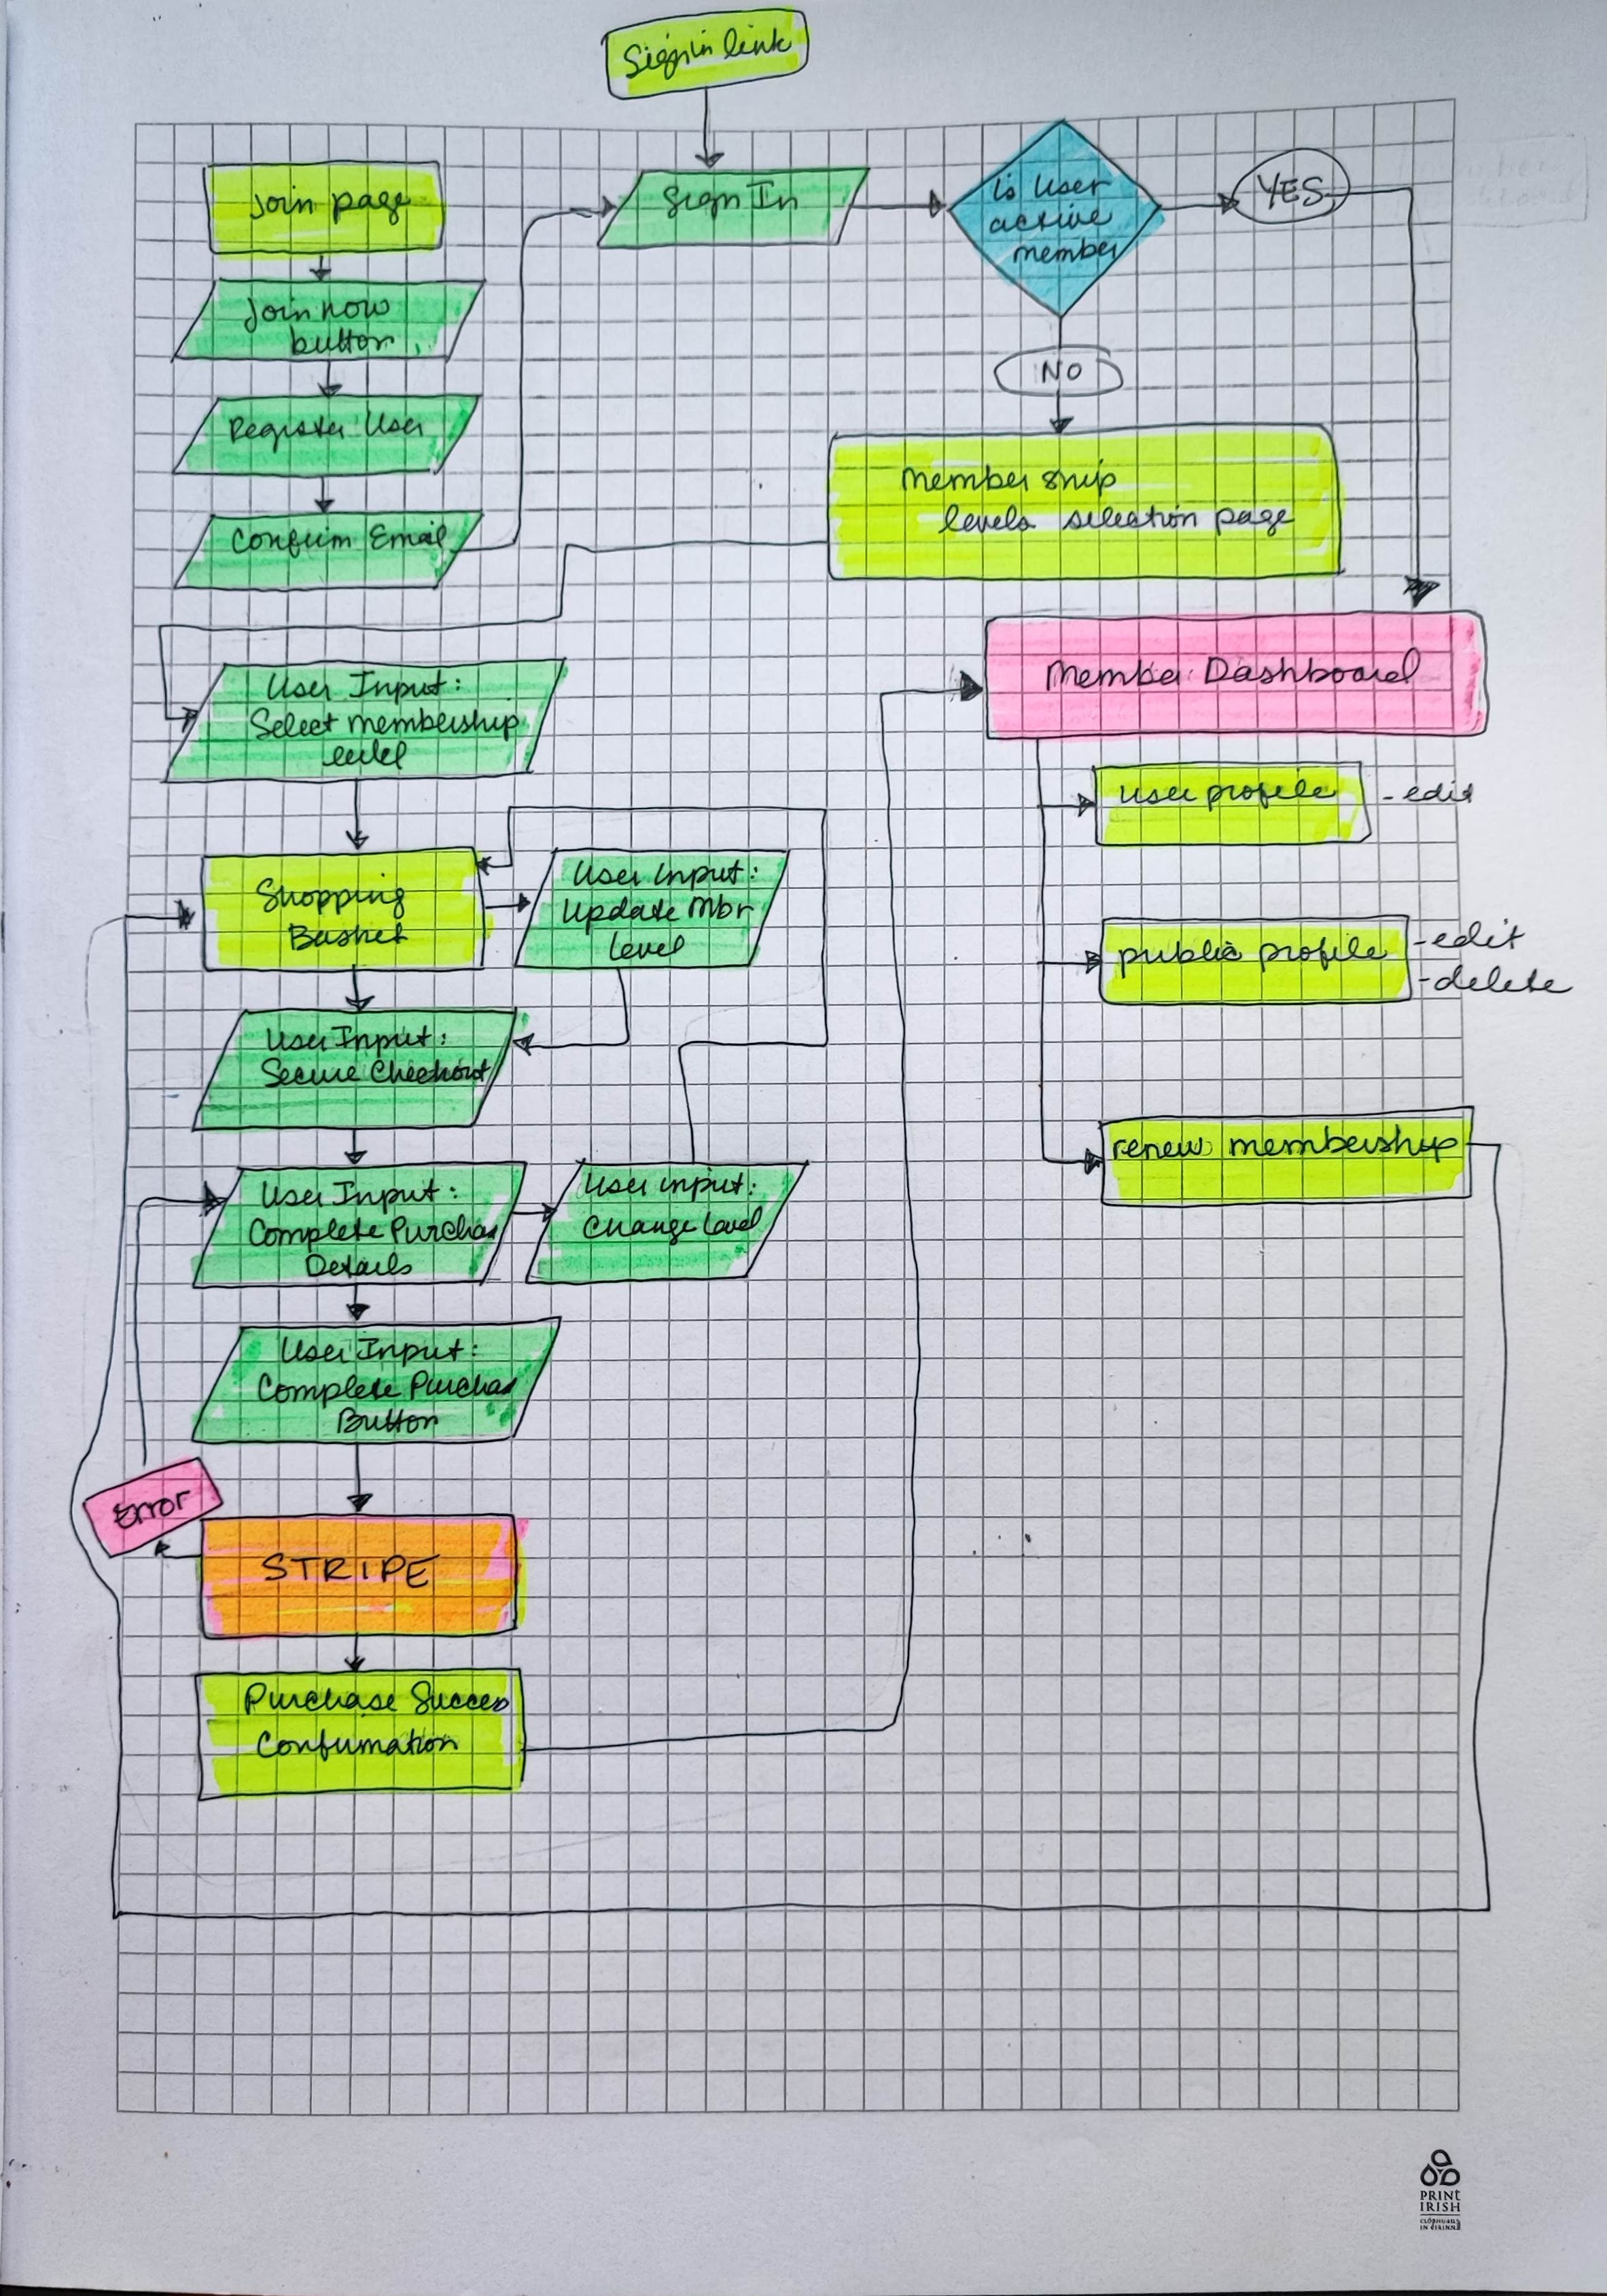 Sign in link
Join page
Sign In
is User
active
member
YES
Join now
button
NO
Register User
Confirm Email
member ship
levels selection page
User Input:
Select membership
level
Member Dashboard
user profile
- edit
Shopping
Basket
User Input:
Update Mbr
Level
public profile
- edit
- delete
User Input:
Secure Checkout
renew membership
User Input:
Complete Purchas
Details
User input:
Change Level
User Input:
Complete Purchas
Button
Error
STRIPE
Purchase Succes
Confirmation
PRINT
IRISH
CLÓBHUAILTE
IN ÉIRINN